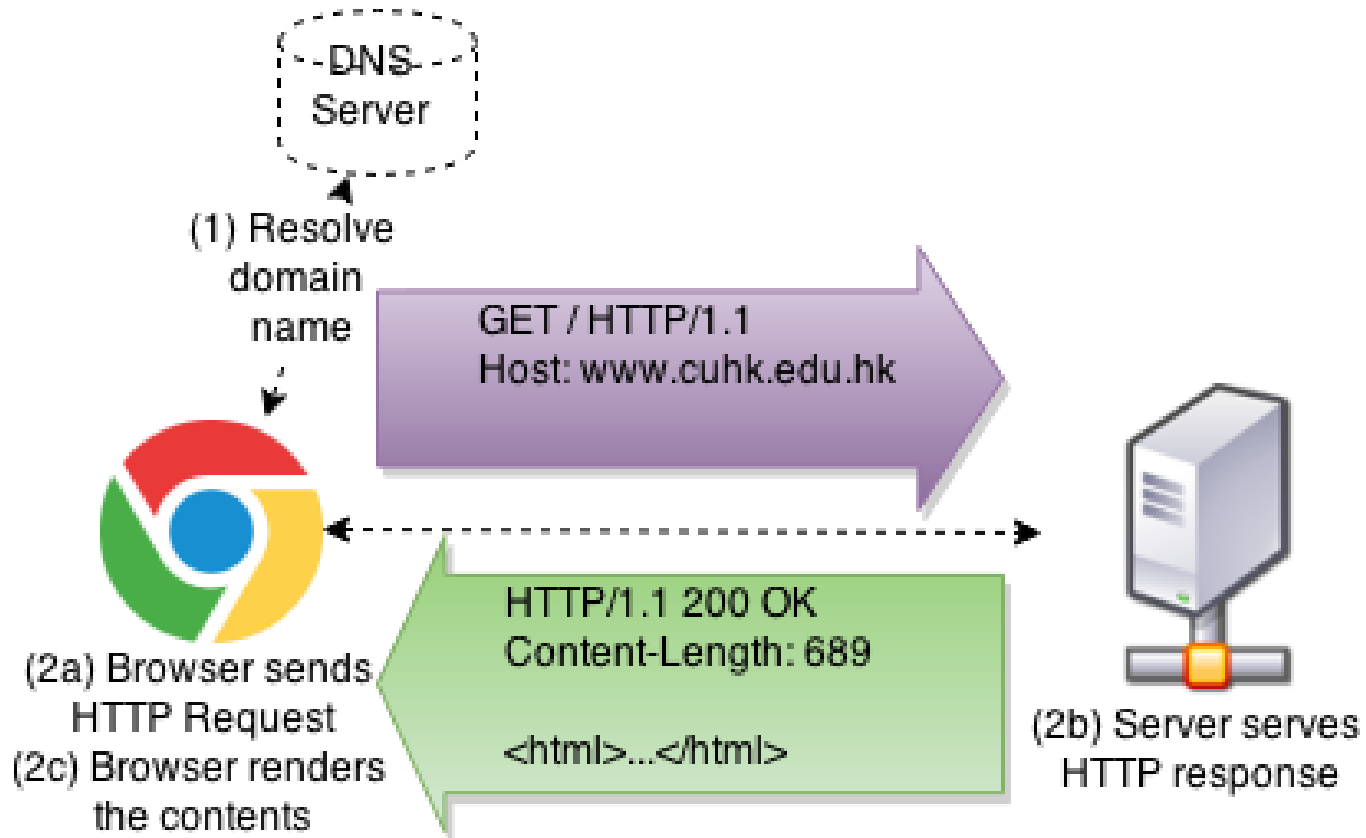 DNS
Server
(1) Resolve
domain
name
GET / HTTP/1.1
Host: www.cuhk.edu.hk
HTTP/1.1 200 OK
Content-Length: 689
<html>...</html>
(2a) Browser sends
HTTP Request
(2c) Browser renders
the contents
(2b) Server serves
HTTP response